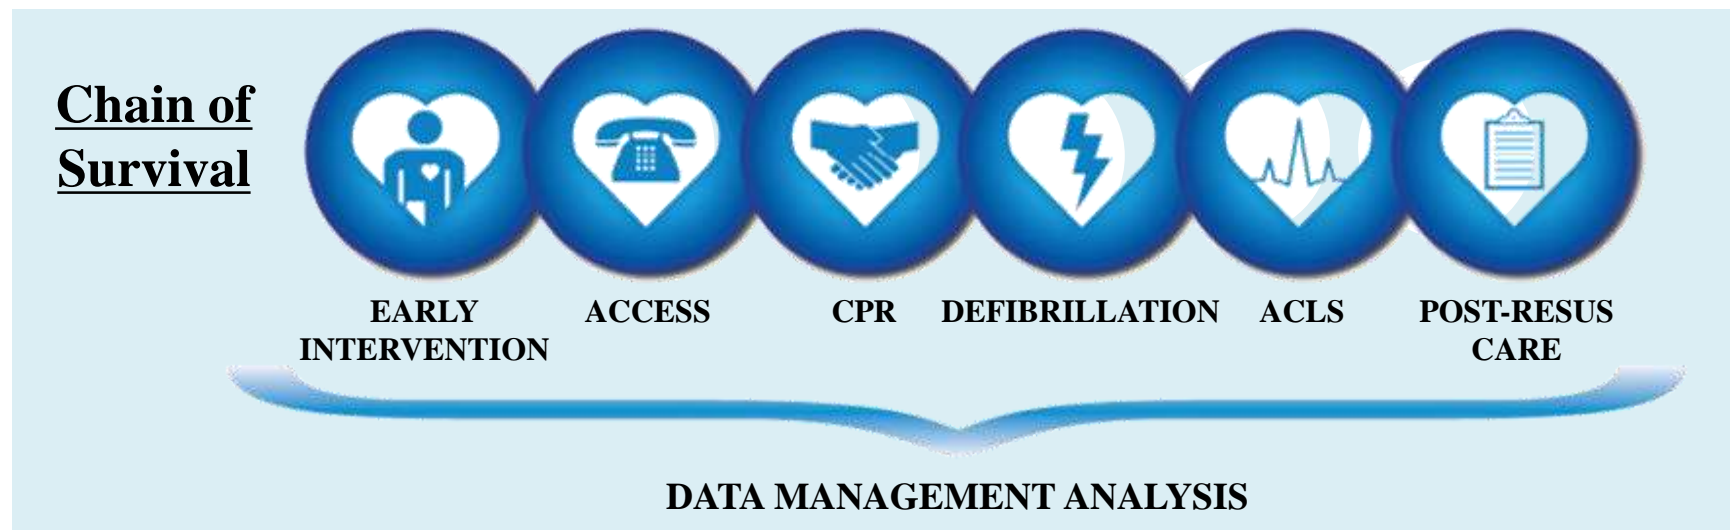 Chain of
Survival
EARLY
INTERVENTION
ACCESS
CPR
DEFIBRILLATION
ACLS
POST-RESUS
CARE
DATA MANAGEMENT ANALYSIS